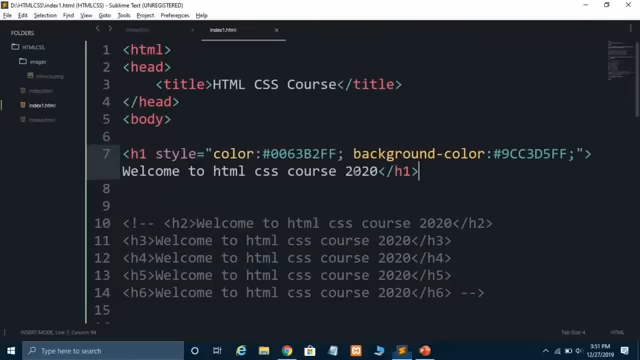 D:\HTMLCSS\index1.html - Sublime Text (UNREGISTERED)
File Edit Selection Find View Goto Tools Project Preferences Help
index1.html
FOLDERS
HTMLCSS
images
index.html
index1.html
1 <html>
2 <head>
3 <title>HTML CSS Course</title>
4 </head>
5 <body>
6
7 <h1 style="color:#0063B2FF; background-color:#9CC3D5FF;">
Welcome to html css course 2020</h1>
8
9
10 <!-- <h2>Welcome to html css course 2020</h2>
11 <h3>Welcome to html css course 2020</h3>
12 <h4>Welcome to html css course 2020</h4>
13 <h5>Welcome to html css course 2020</h5>
14 <h6>Welcome to html css course 2020</h6> -->
15
INSERT MODE, Line 7, Column 94
Tab Size: 4
HTML
Type here to search
3:51 PM
12/27/2019